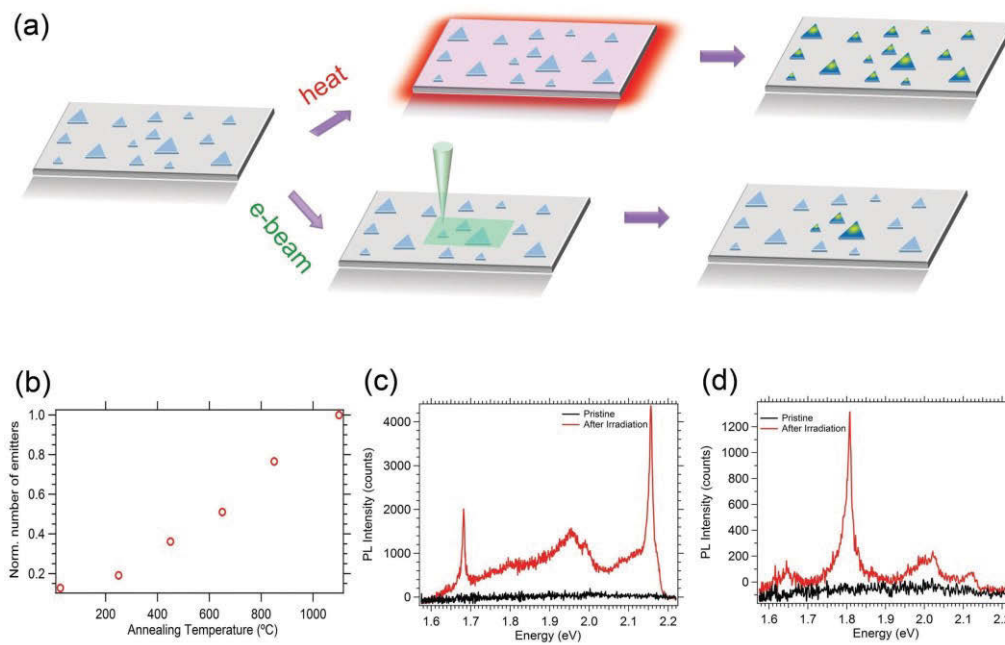 (a)
heat
e-beam
(b)
Norm. number of emitters
1.0
0.8
0.6
0.4
0.2
200 400 600 800 1000
Annealing Temperature (ºC)
(c)
Pristine
After Irradiation
PL Intensity (counts)
4000
3000
2000
1000
0
1.6 1.7 1.8 1.9 2.0 2.1 2.2
Energy (eV)
(d)
Pristine
After Irradiation
PL Intensity (counts)
1200
1000
800
600
400
200
0
1.6 1.7 1.8 1.9 2.0 2.1
Energy (eV)